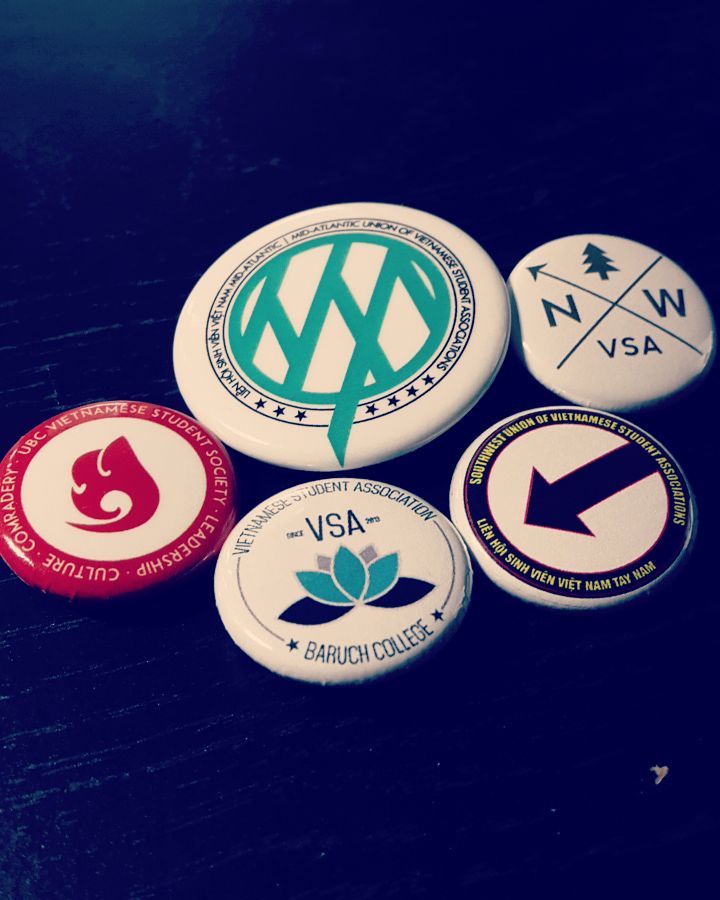 LIÊN HỘI SINH VIÊN VIỆT NAM MID-ATLANTIC | MID-ATLANTIC UNION OF VIETNAMESE STUDENT ASSOCIATIONS
N W
VSA
CULTURE · COMRADERY · UBC VIETNAMESE STUDENT SOCIETY · LEADERSHIP ·
VIETNAMESE STUDENT ASSOCIATION
SINCE VSA 2013
BARUCH COLLEGE
SOUTHWEST UNION OF VIETNAMESE STUDENT ASSOCIATIONS
LIÊN HỘI SINH VIÊN VIỆT NAM TAY NAM